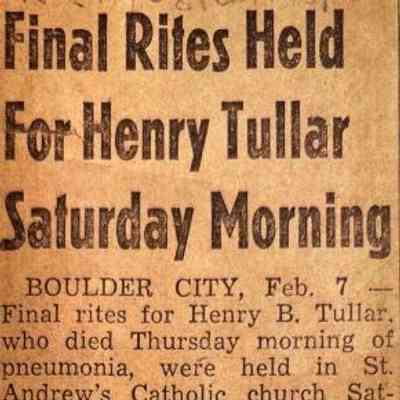 Final Rites Held
For Henry Tullar
Saturday Morning
BOULDER CITY, Feb. 7 —
Final rites for Henry B. Tullar,
who died Thursday morning of
pneumonia, were held in St.
Andrew's Catholic church Sat-